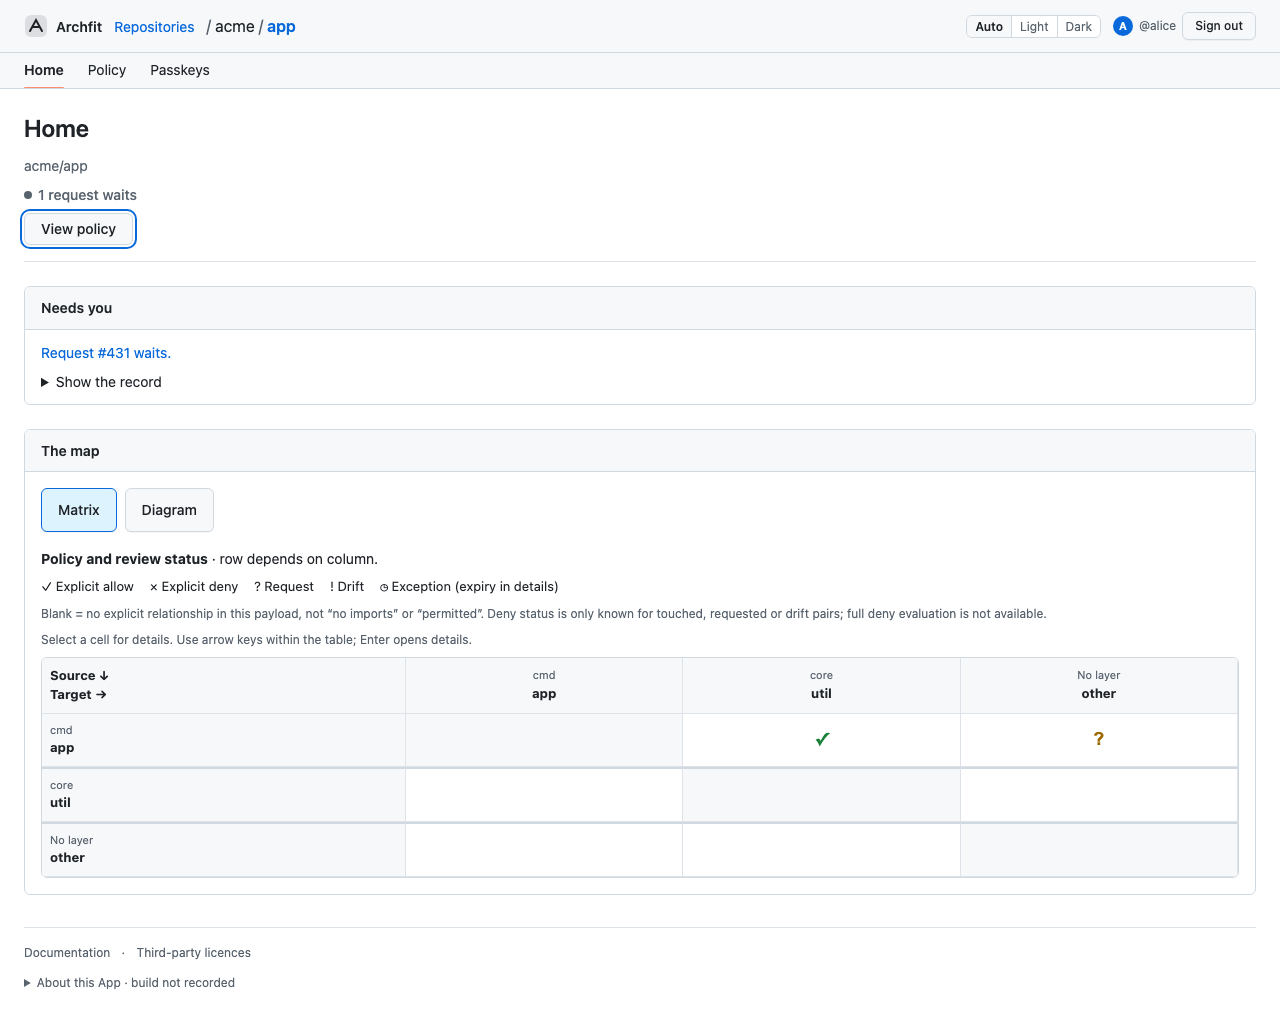 Archfit Repositories / acme / app
Auto Light Dark A @alice Sign out
Home Policy Passkeys
Home
acme/app
1 request waits
View policy
Needs you
Request #431 waits.
Show the record
The map
Matrix Diagram
Policy and review status · row depends on column.
✓ Explicit allow × Explicit deny ? Request ! Drift ◷ Exception (expiry in details)
Blank = no explicit relationship in this payload, not “no imports” or “permitted”. Deny status is only known for touched, requested or drift pairs; full deny evaluation is not available.
Select a cell for details. Use arrow keys within the table; Enter opens details.
Source ↓
Target →
cmd
app
core
util
No layer
other
cmd
app
✓
?
core
util
No layer
other
Documentation · Third-party licences
About this App · build not recorded